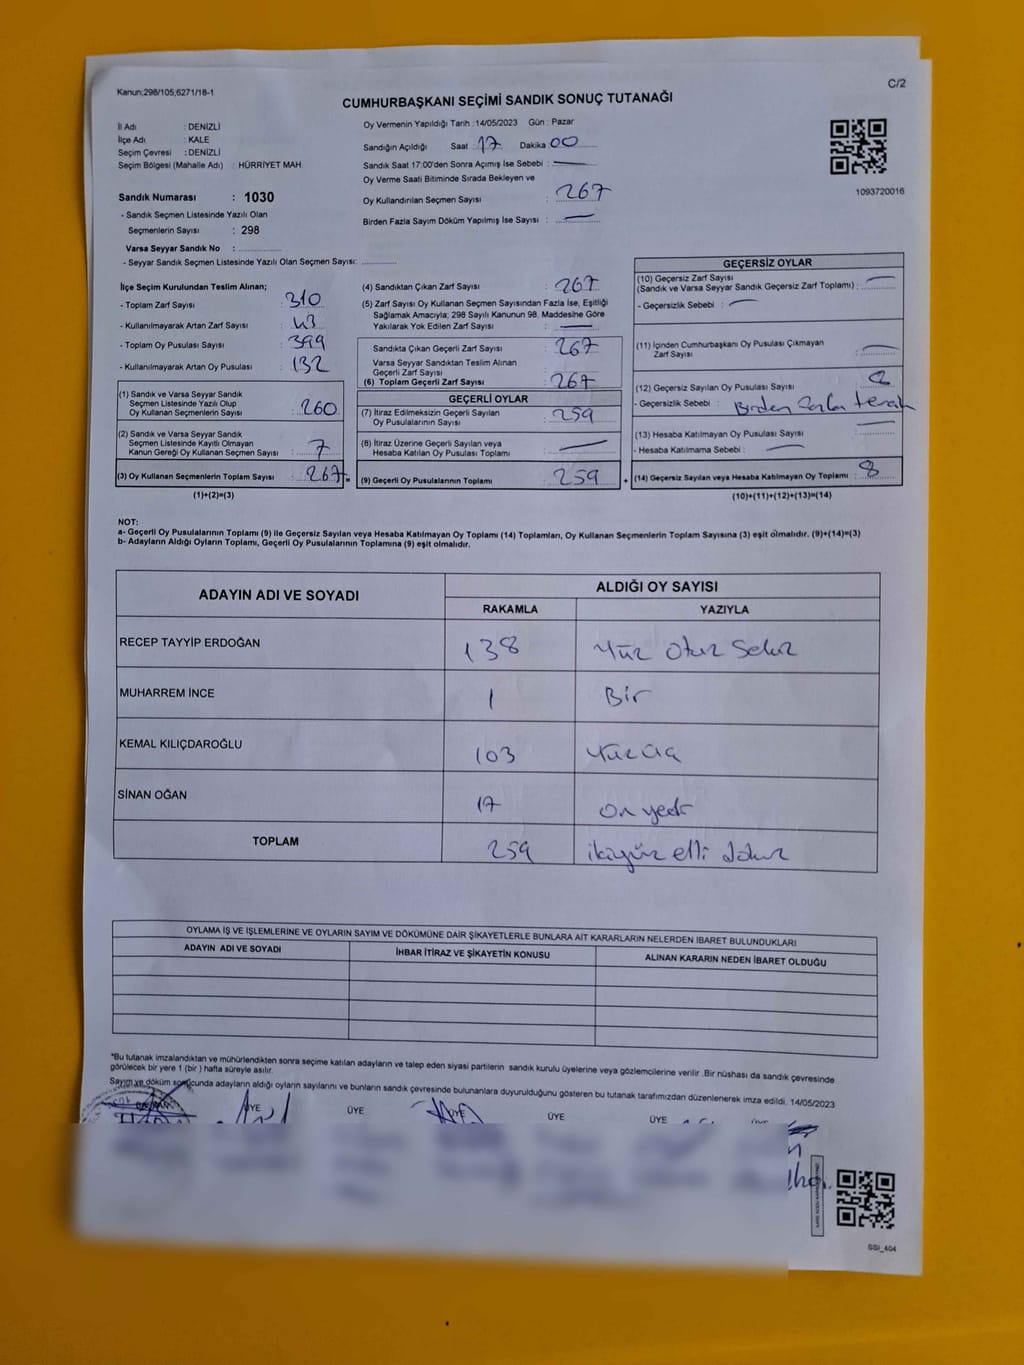 Kanun;298/105;6271/18-1
C/2
CUMHURBAŞKANI SEÇİMİ SANDIK SONUÇ TUTANAĞI
İl Adı : DENİZLİ
İlçe Adı : KALE
Seçim Çevresi : DENİZLİ
Seçim Bölgesi (Mahalle Adı) : HÜRRİYET MAH.
Sandık Numarası : 1030
- Sandık Seçmen Listesinde Yazılı Olan
Seçmenlerin Sayısı : 298
Varsa Seyyar Sandık No :
- Seyyar Sandık Seçmen Listesinde Yazılı Olan Seçmen Sayısı:
Oy Vermenin Yapıldığı Tarih : 14/05/2023 Gün : Pazar
Sandığın Açıldığı Saat : 17 Dakika 00
Sandık Saat 17:00'den Sonra Açımış İse Sebebi :
Oy Verme Saati Bitiminde Sırada Bekleyen ve
Oy Kullandırılan Seçmen Sayısı : 267
Birden Fazla Sayım Döküm Yapılmış İse Sayısı :
1093720016
İlçe Seçim Kurulundan Teslim Alınan;
- Toplam Zarf Sayısı : 310
- Kullanılmayarak Artan Zarf Sayısı : 43
- Toplam Oy Pusulası Sayısı : 399
- Kullanılmayarak Artan Oy Pusulası : 132
(1) Sandık ve Varsa Seyyar Sandık
Seçmen Listesinde Yazılı Olup
Oy Kullanan Seçmenlerin Sayısı : 260
(2) Sandık ve Varsa Seyyar Sandık
Seçmen Listesinde Kayıtlı Olmayan
Kanun Gereği Oy Kullanan Seçmen Sayısı : 7
(3) Oy Kullanan Seçmenlerin Toplam Sayısı : 267 =
(1)+(2)=(3)
(4) Sandıktan Çıkan Zarf Sayısı : 267
(5) Zarf Sayısı Oy Kullanan Seçmen Sayısından Fazla İse, Eşitliği
Sağlamak Amacıyla; 298 Sayılı Kanunun 98. Maddesine Göre
Yakılarak Yok Edilen Zarf Sayısı :
Sandıkta Çıkan Geçerli Zarf Sayısı : 267
Varsa Seyyar Sandıktan Teslim Alınan
Geçerli Zarf Sayısı
(6) Toplam Geçerli Zarf Sayısı : 267
GEÇERLİ OYLAR
(7) İtiraz Edilmeksizin Geçerli Sayılan
Oy Pusulalarının Sayısı : 259
(8) İtiraz Üzerine Geçerli Sayılan veya
Hesaba Katılan Oy Pusulası Toplamı :
(9) Geçerli Oy Pusulalarının Toplamı : 259 +
GEÇERSİZ OYLAR
(10) Geçersiz Zarf Sayısı
(Sandık ve Varsa Seyyar Sandık Geçersiz Zarf Toplamı) :
- Geçersizlik Sebebi :
(11) İçinden Cumhurbaşkanı Oy Pusulası Çıkmayan
Zarf Sayısı :
(12) Geçersiz Sayılan Oy Pusulası Sayısı : 8
- Geçersizlik Sebebi : Birden fazla tercih
(13) Hesaba Katılmayan Oy Pusulası Sayısı :
- Hesaba Katılmama Sebebi :
(14) Geçersiz Sayılan veya Hesaba Katılmayan Oy Toplamı : 8
(10)+(11)+(12)+(13)=(14)
NOT:
a- Geçerli Oy Pusulalarının Toplamı (9) ile Geçersiz Sayılan veya Hesaba Katılmayan Oy Toplamı (14) Toplamları, Oy Kullanan Seçmenlerin Toplam Sayısına (3) eşit olmalıdır. (9)+(14)=(3)
b- Adayların Aldığı Oyların Toplamı, Geçerli Oy Pusulalarının Toplamına (9) eşit olmalıdır.
ADAYIN ADI VE SOYADI
ALDIĞI OY SAYISI
RAKAMLA YAZIYLA
RECEP TAYYİP ERDOĞAN 138 Yüz Otuz Sekiz
MUHARREM İNCE 1 Bir
KEMAL KILIÇDAROĞLU 103 Yüz üç
SİNAN OĞAN 17 on yedi
TOPLAM 259 ikiyüz elli dokuz
OYLAMA İŞ VE İŞLEMLERİNE VE OYLARIN SAYIM VE DÖKÜMÜNE DAİR ŞİKAYETLERLE BUNLARA AİT KARARLARIN NELERDEN İBARET BULUNDUKLARI
ADAYIN ADI VE SOYADI İHBAR İTİRAZ VE ŞİKAYETİN KONUSU ALINAN KARARIN NEDEN İBARET OLDUĞU
*Bu tutanak imzalandıktan ve mühürlendikten sonra seçime katılan adayların ve talep eden siyasi partilerin sandık kurulu üyelerine veya gözlemcilerine verilir .Bir nüshası da sandık çevresinde
görülecek bir yere 1 (bir ) hafta süreyle asılır.
Sayım ve döküm sonucunda adayların aldığı oyların sayılarını ve bunların sandık çevresinde bulunanlara duyurulduğunu gösteren bu tutanak tarafımızdan düzenlenerek imza edildi. 14/05/2023
ÜYE ÜYE ÜYE ÜYE ÜYE
SSI_404